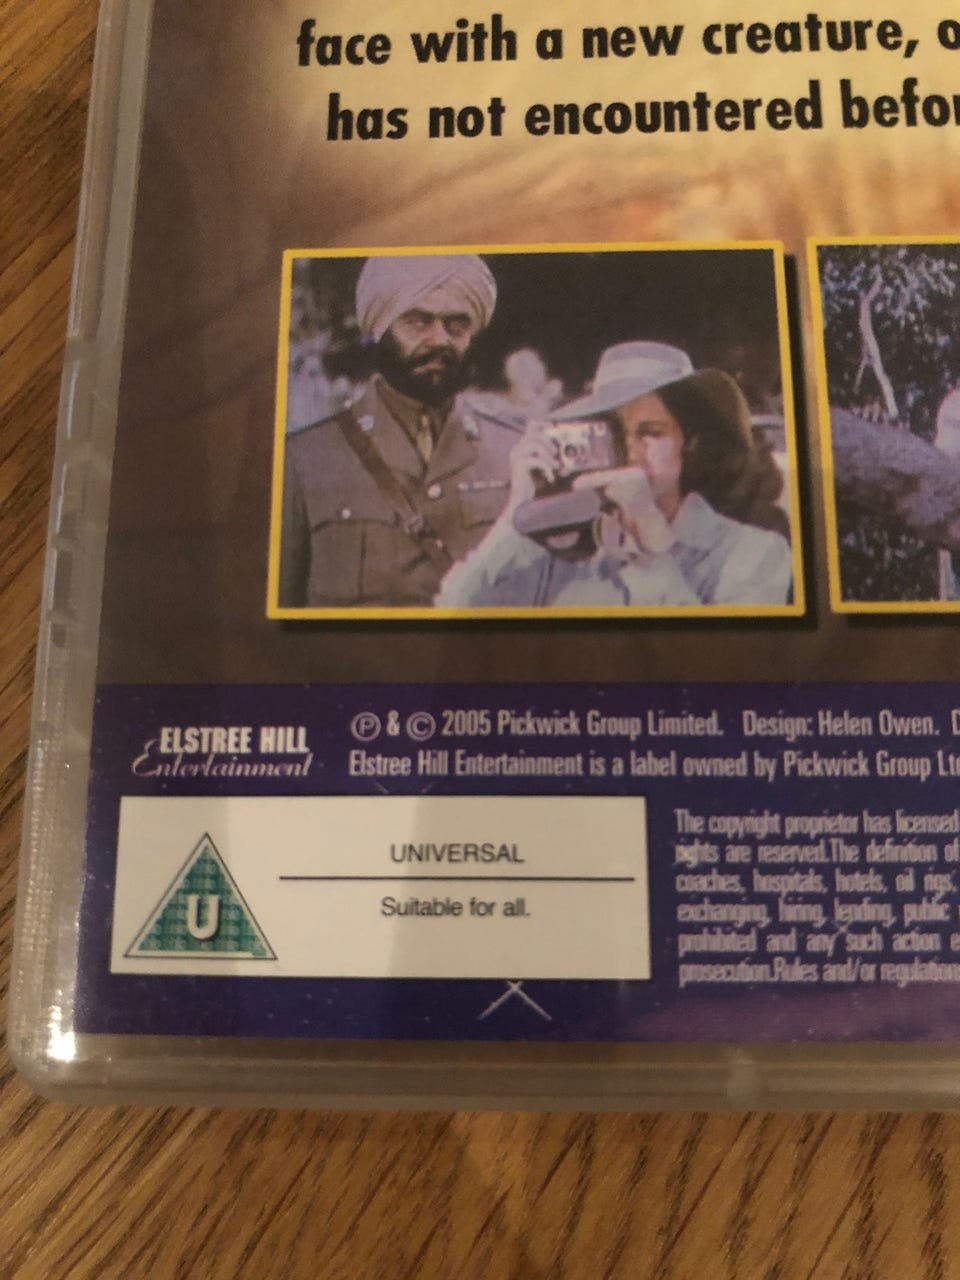 face with a new creature,
has not encountered
ELSTREE HILL
Entertainment
℗ & © 2005 Pickwick Group Limited. Design: Helen Owen.
Elstree Hill Entertainment is a label owned by Pickwick Group
UNIVERSAL
Suitable for all.
U
The copyright proprietor has licensed
rights are reserved. The definition of
coaches, hospitals, hotels, oil rigs,
exchanging, hiring, lending, public
prohibited and any such action
prosecution. Rules and/or